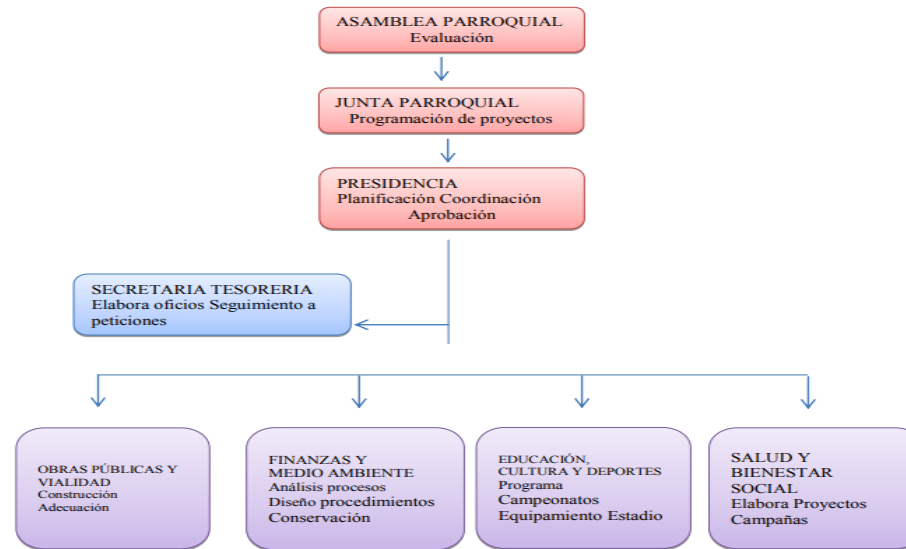 ASAMBLEA PARROQUIAL
Evaluación
JUNTA PARROQUIAL
Programación de proyectos
PRESIDENCIA
Planificación Coordinación
Aprobación
SECRETARIA TESORERIA
Elabora oficios Seguimiento a
peticiones
OBRAS PÚBLICAS Y
VIALIDAD
Construcción
Adecuación
FINANZAS Y
MEDIO AMBIENTE
Análisis procesos
Diseño procedimientos
Conservación
EDUCACIÓN,
CULTURA Y DEPORTES
Programa
Campeonatos
Equipamiento Estadio
SALUD Y
BIENESTAR
SOCIAL
Elabora Proyectos
Campañas